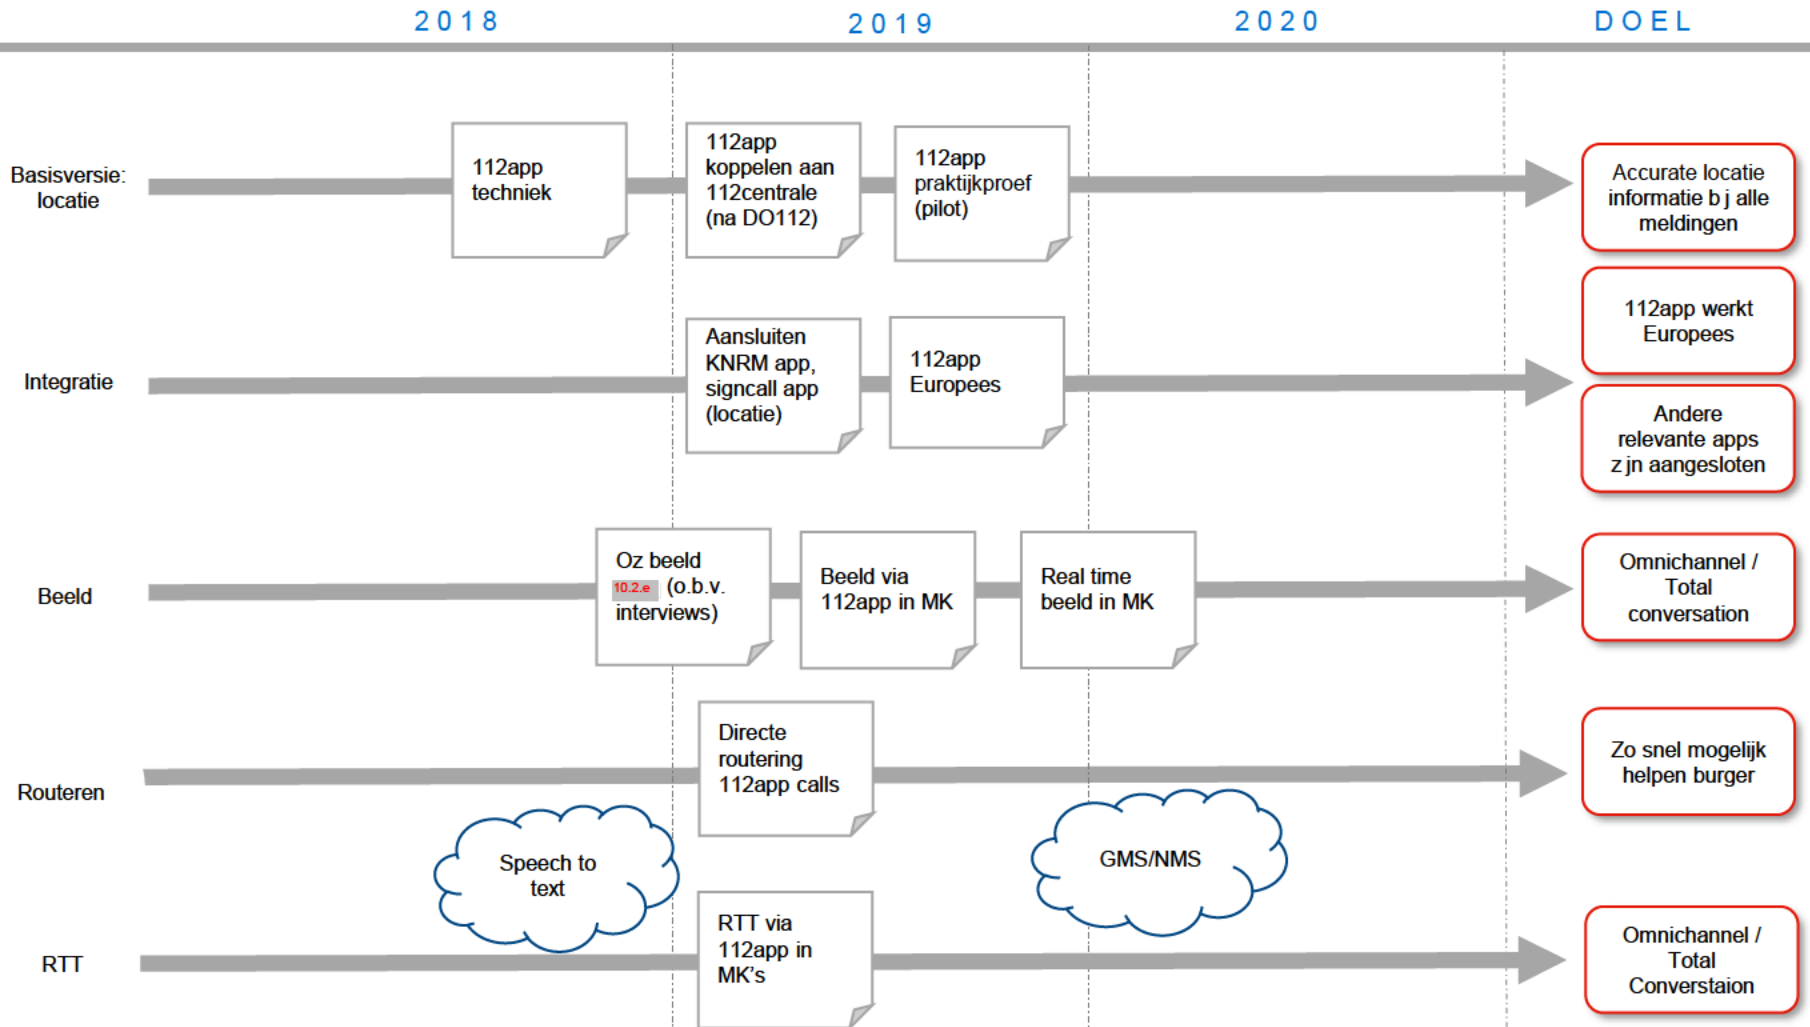 2018
2019
2020
DOEL
Basisversie:
locatie
112app
techniek
112app
koppelen aan
112centrale
(na DO112)
112app
praktijkproef
(pilot)
Accurate locatie
informatie b j alle
meldingen
Integratie
Aansluiten
KNRM app,
signcall app
(locatie)
112app
Europees
112app werkt
Europees
Andere
relevante apps
z jn aangesloten
Beeld
Oz beeld
10.2.e (o.b.v.
interviews)
Beeld via
112app in MK
Real time
beeld in MK
Omnichannel /
Total
conversation
Routeren
Directe
routering
112app calls
Zo snel mogelijk
helpen burger
Speech to
text
GMS/NMS
RTT
RTT via
112app in
MK's
Omnichannel /
Total
Converstaion